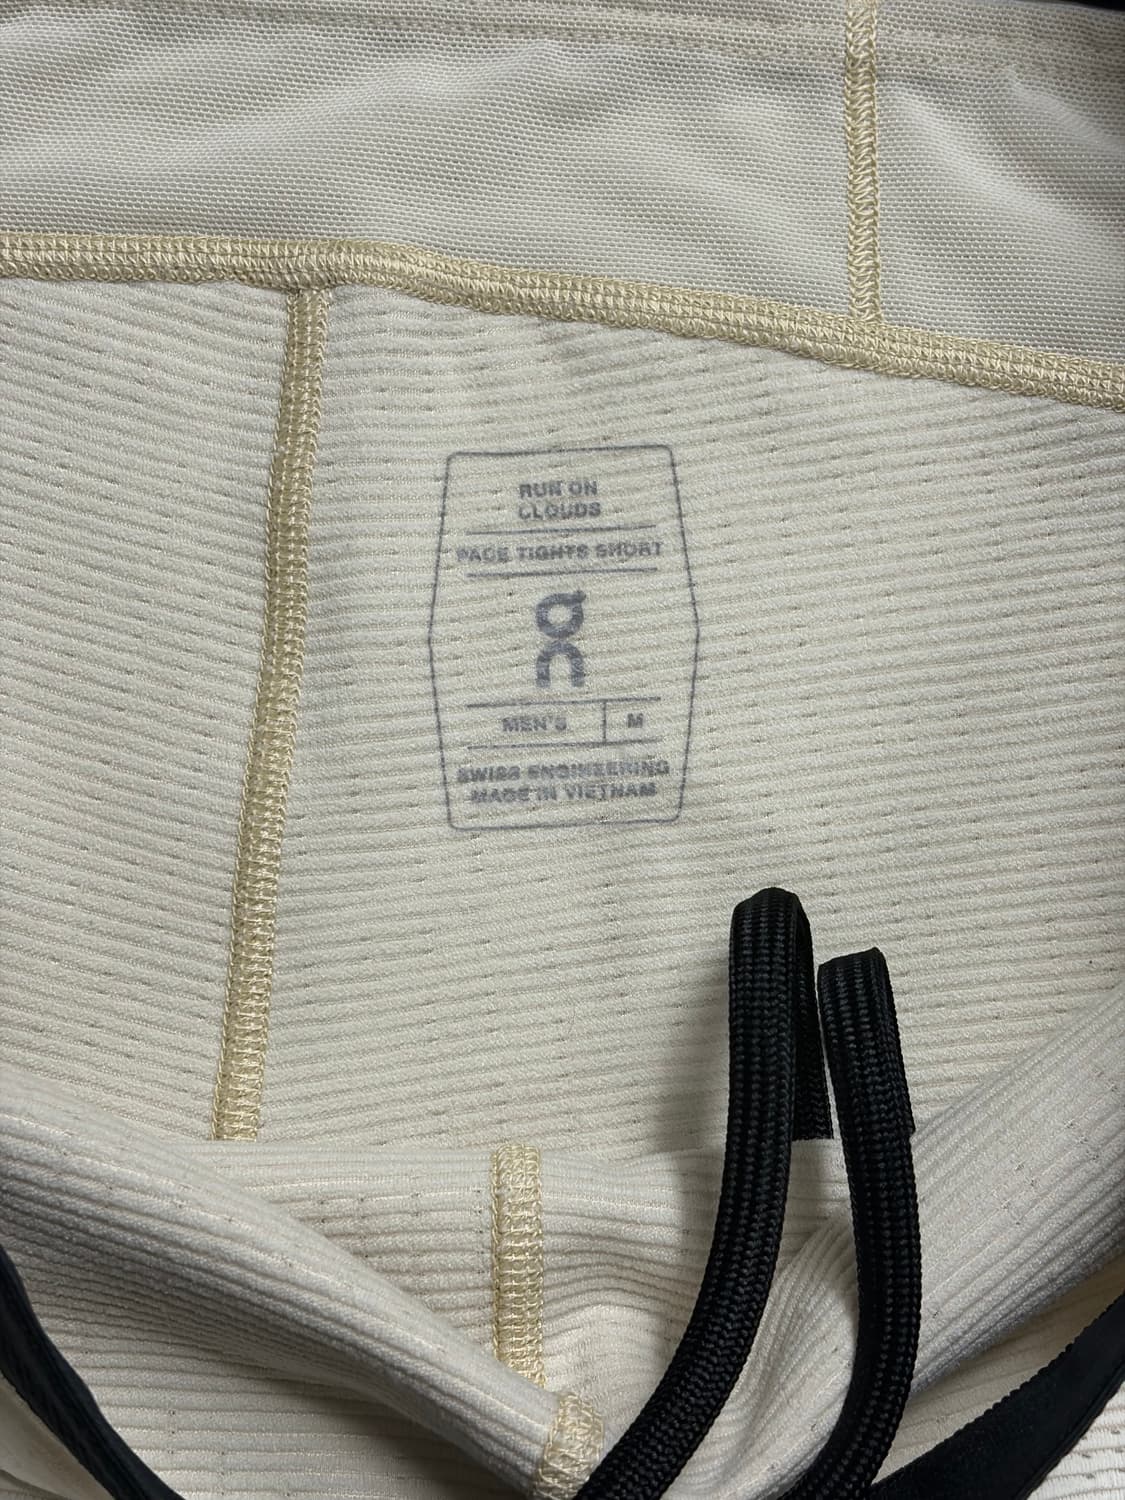 RUN ON
CLOUDS
PACE TIGHTS SHORT
MEN'S M
SWISS ENGINEERING
MADE IN VIETNAM